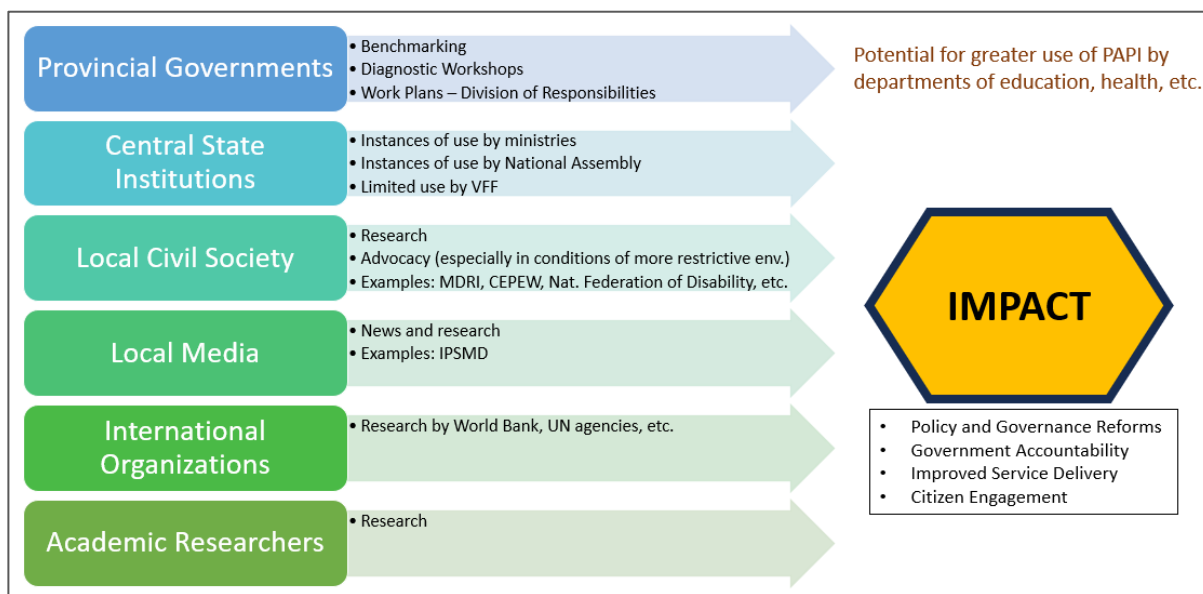 Provincial Governments
• Benchmarking
• Diagnostic Workshops
• Work Plans – Division of Responsibilities
Potential for greater use of PAPI by
departments of education, health, etc.
Central State
Institutions
• Instances of use by ministries
• Instances of use by National Assembly
• Limited use by VFF
Local Civil Society
• Research
• Advocacy (especially in conditions of more restrictive env.)
• Examples: MDRI, CEPEW, Nat. Federation of Disability, etc.
Local Media
• News and research
• Examples: IPSMD
International
Organizations
• Research by World Bank, UN agencies, etc.
Academic Researchers
• Research
IMPACT
• Policy and Governance Reforms
• Government Accountability
• Improved Service Delivery
• Citizen Engagement